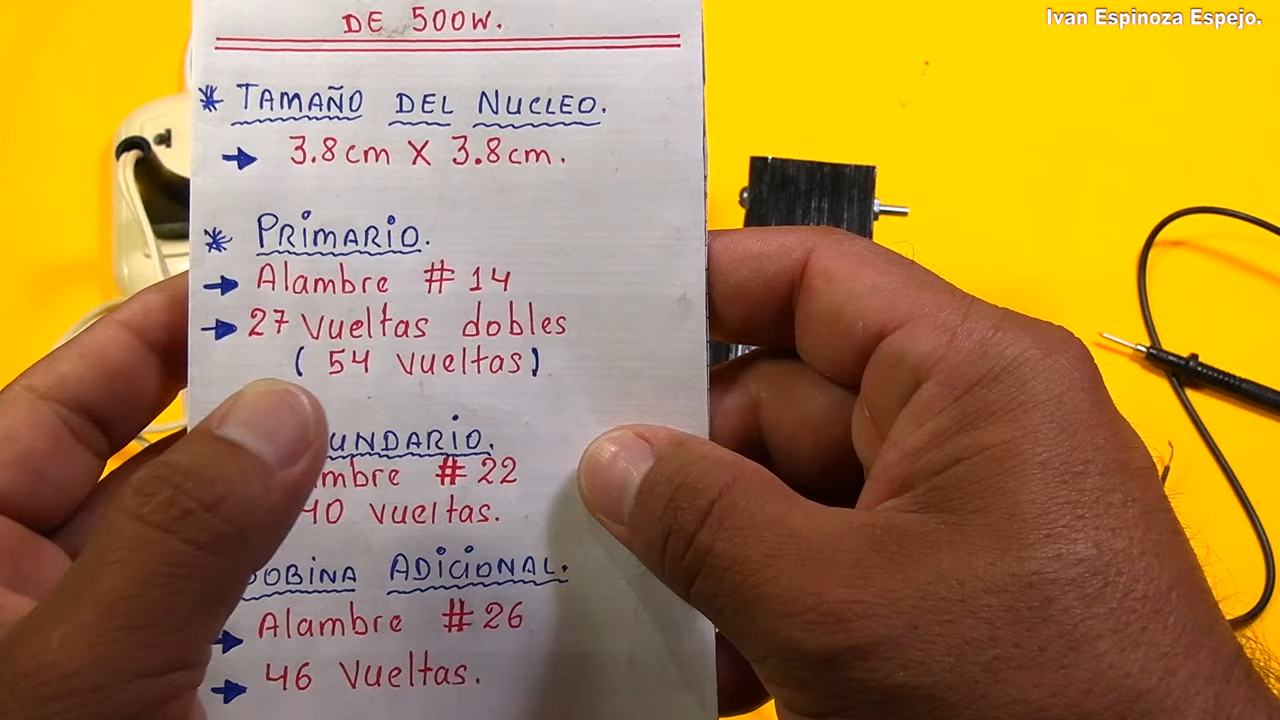 Ivan Espinoza Espejo.
DE 500W.
* TAMAÑO DEL NUCLEO.
→ 3.8cm X 3.8cm.
* PRIMARIO.
→ Alambre # 14
→ 27 Vueltas dobles
( 54 vueltas)
# 22
vueltas.
ADICIONAL.
→ Alambre # 26
→ 46 Vueltas.